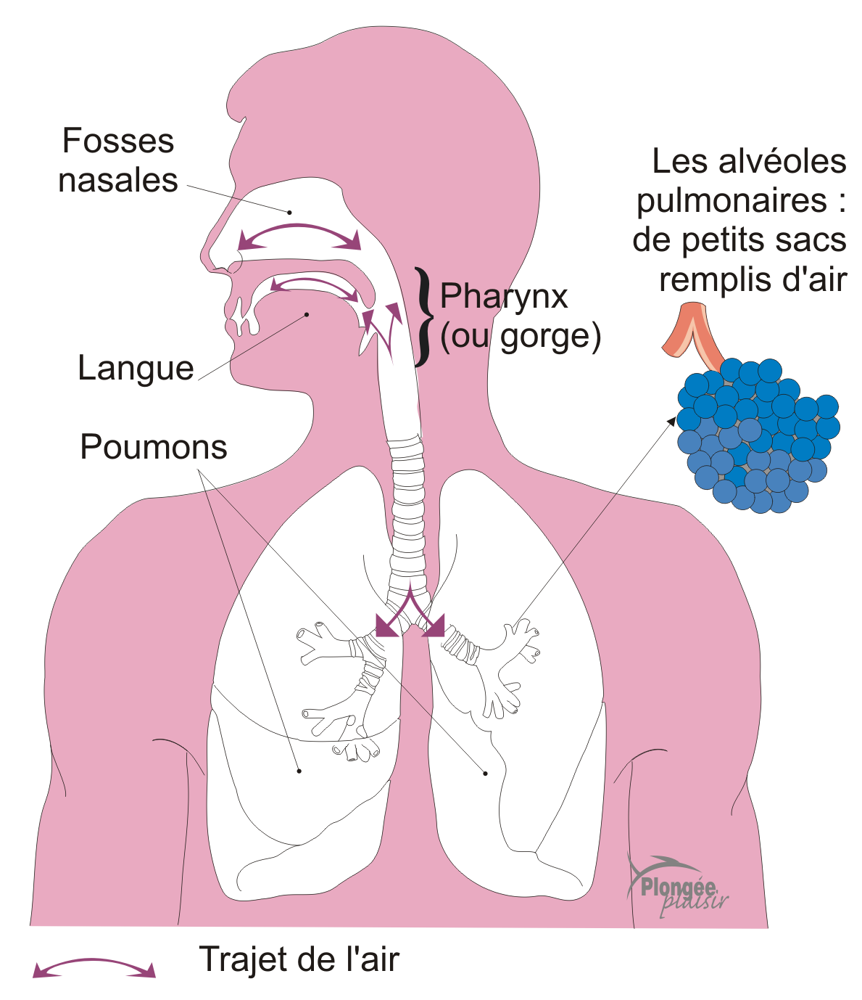 Fosses
nasales
Les alvéoles
pulmonaires :
de petits sacs
remplis d'air
Pharynx
(ou gorge)
Langue
Poumons
Plongée
plaisir
Trajet de l'air